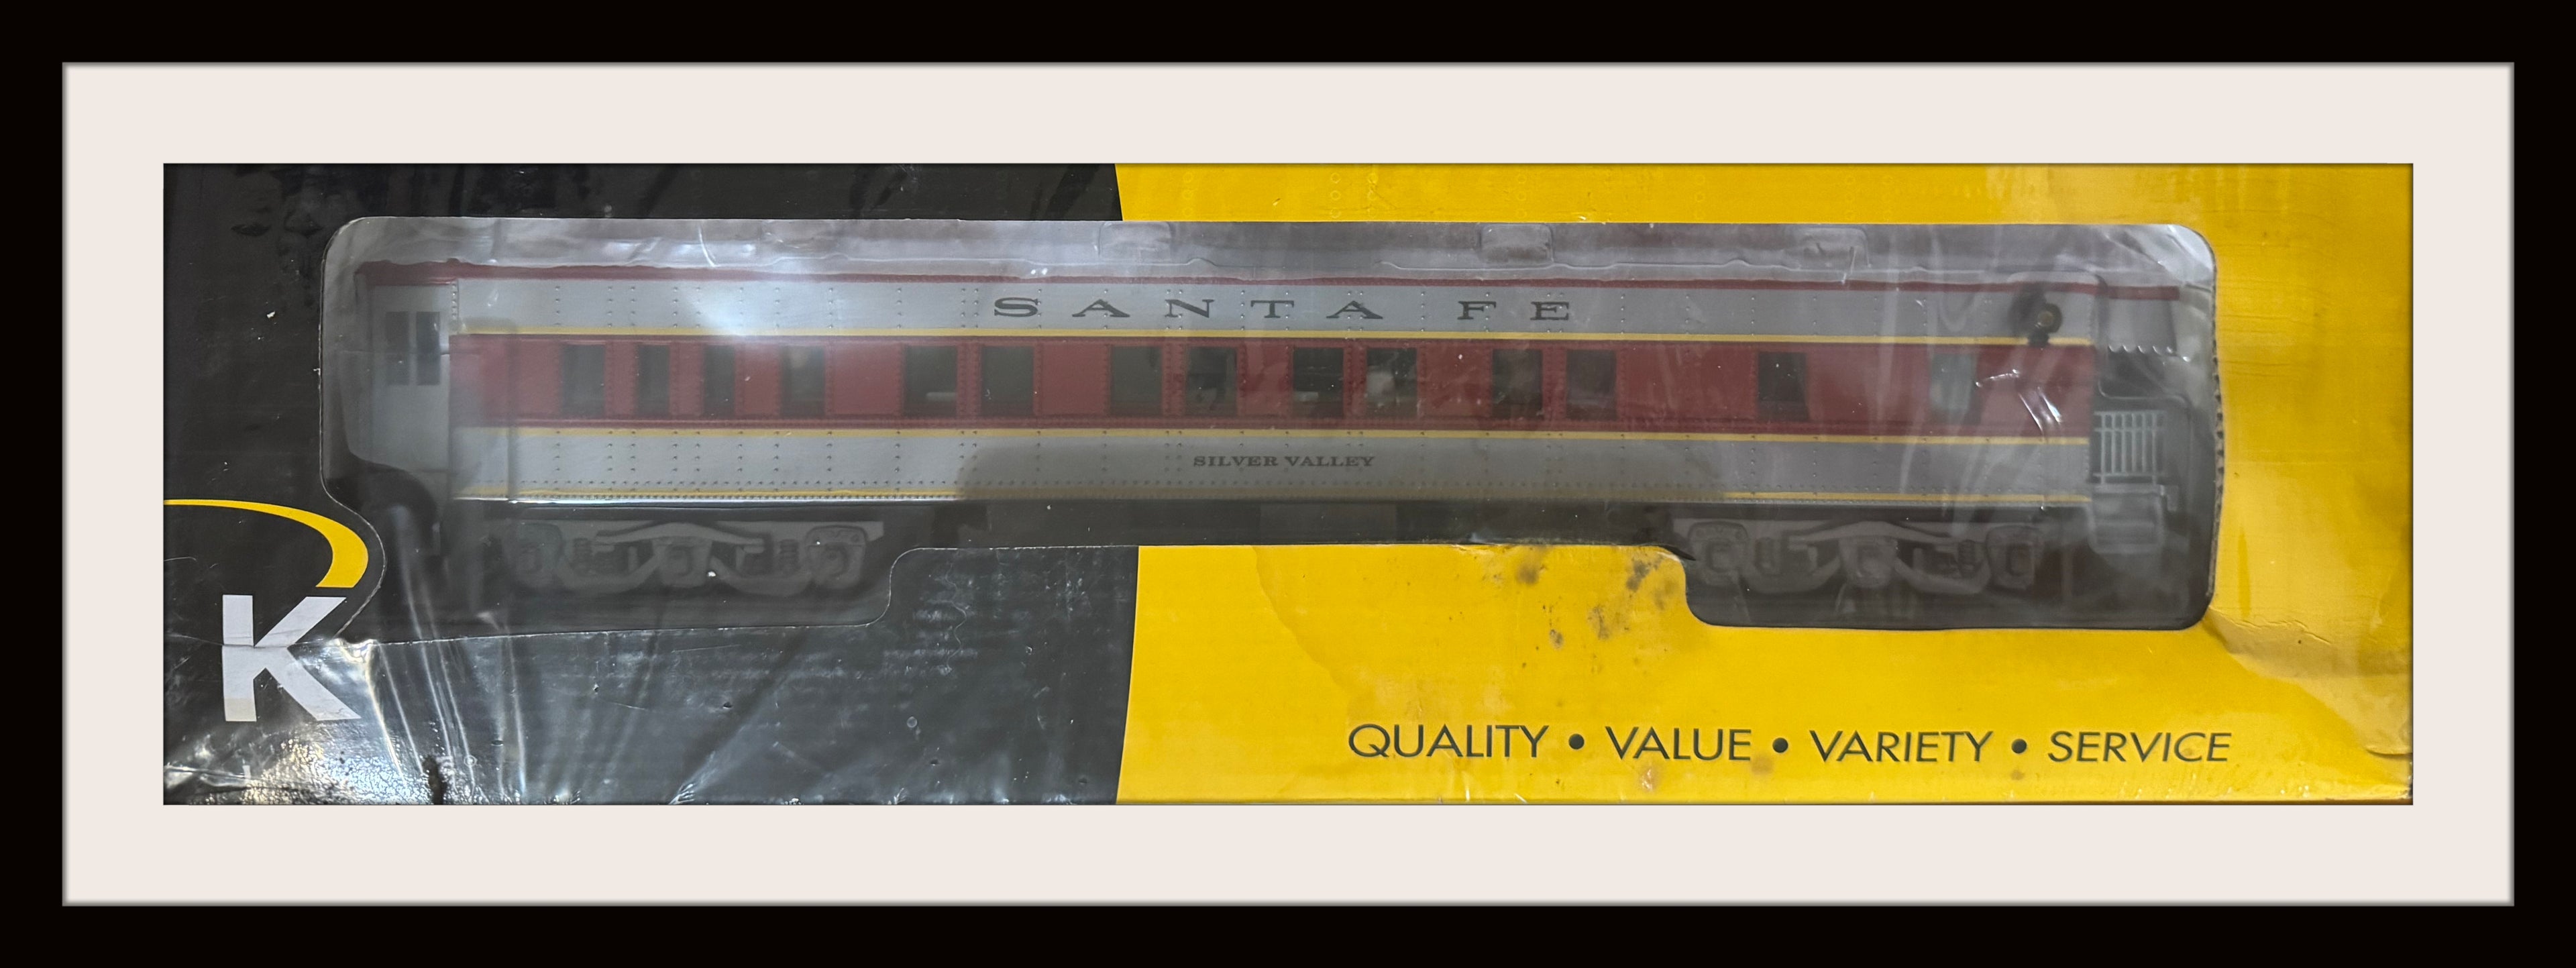 SANTA FE
SILVER VALLEY
K
QUALITY • VALUE • VARIETY • SERVICE